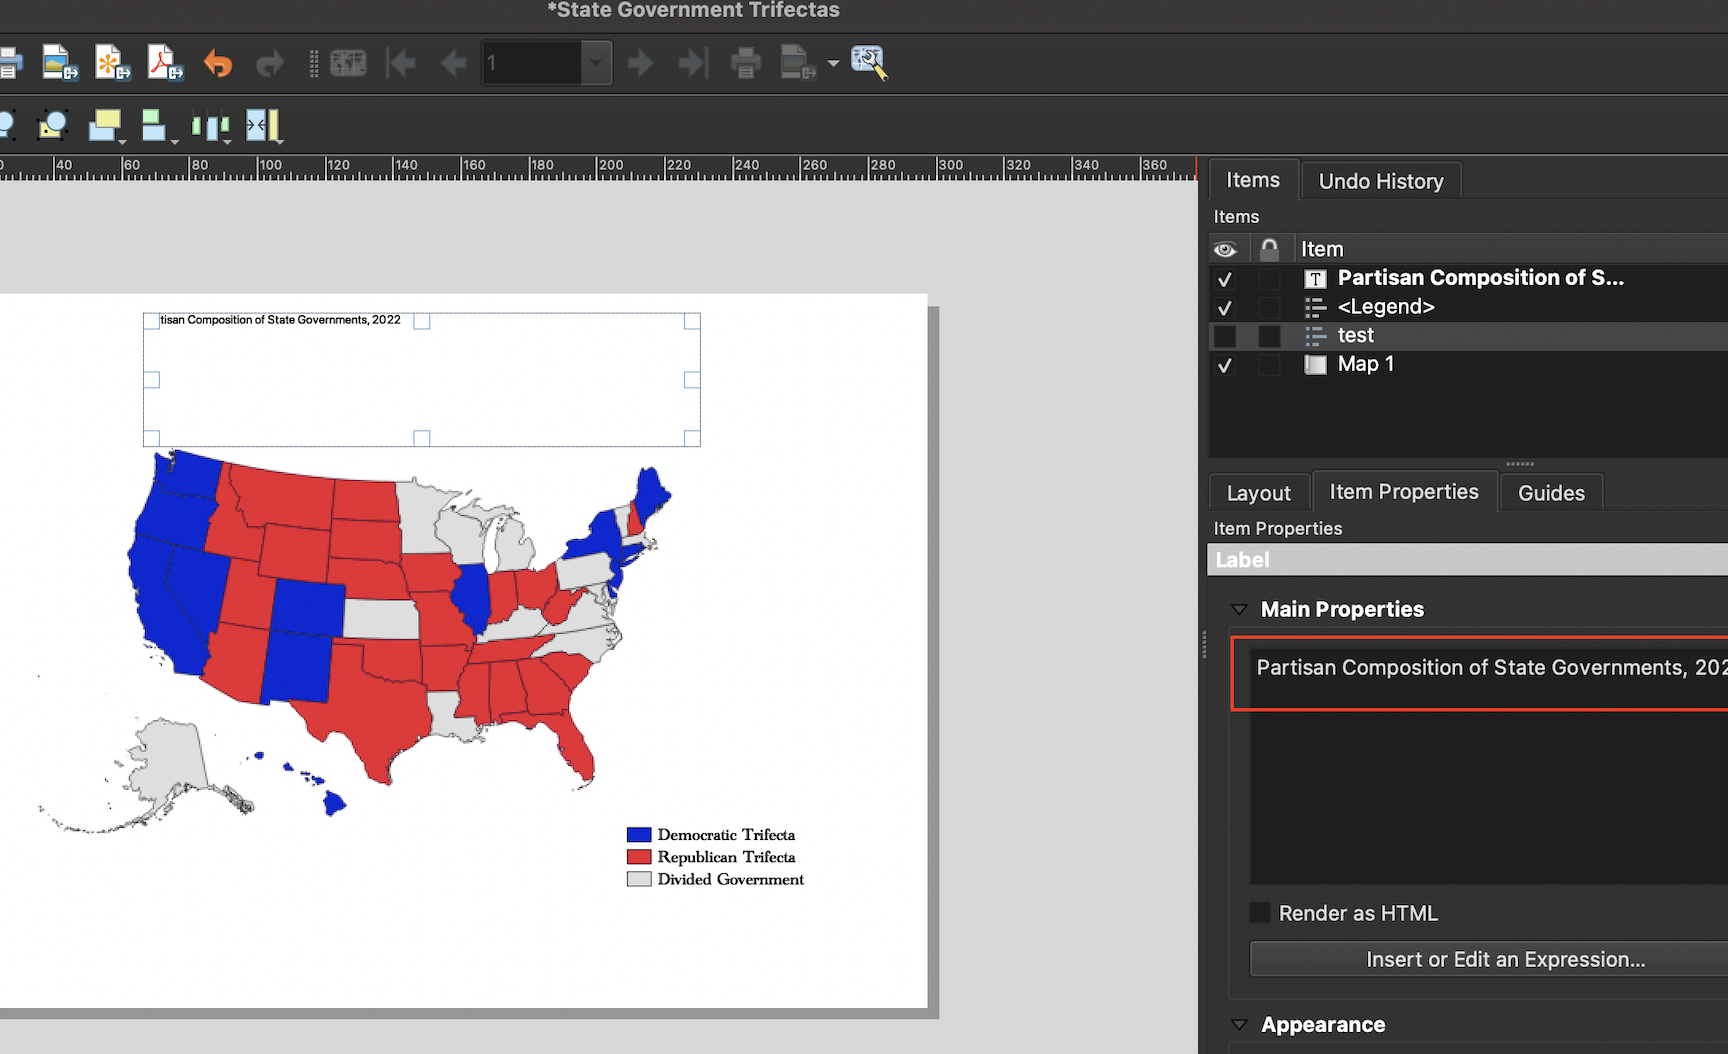 *State Government Trifectas
1
40 60 80 100 120 140 160 180 200 220 240 260 280 300 320 340 360
Items Undo History
Items
Item
Partisan Composition of S...
<Legend>
test
Map 1
tisan Composition of State Governments, 2022
Layout Item Properties Guides
Item Properties
Label
Main Properties
Partisan Composition of State Governments, 202
Democratic Trifecta
Republican Trifecta
Divided Government
Render as HTML
Insert or Edit an Expression...
Appearance